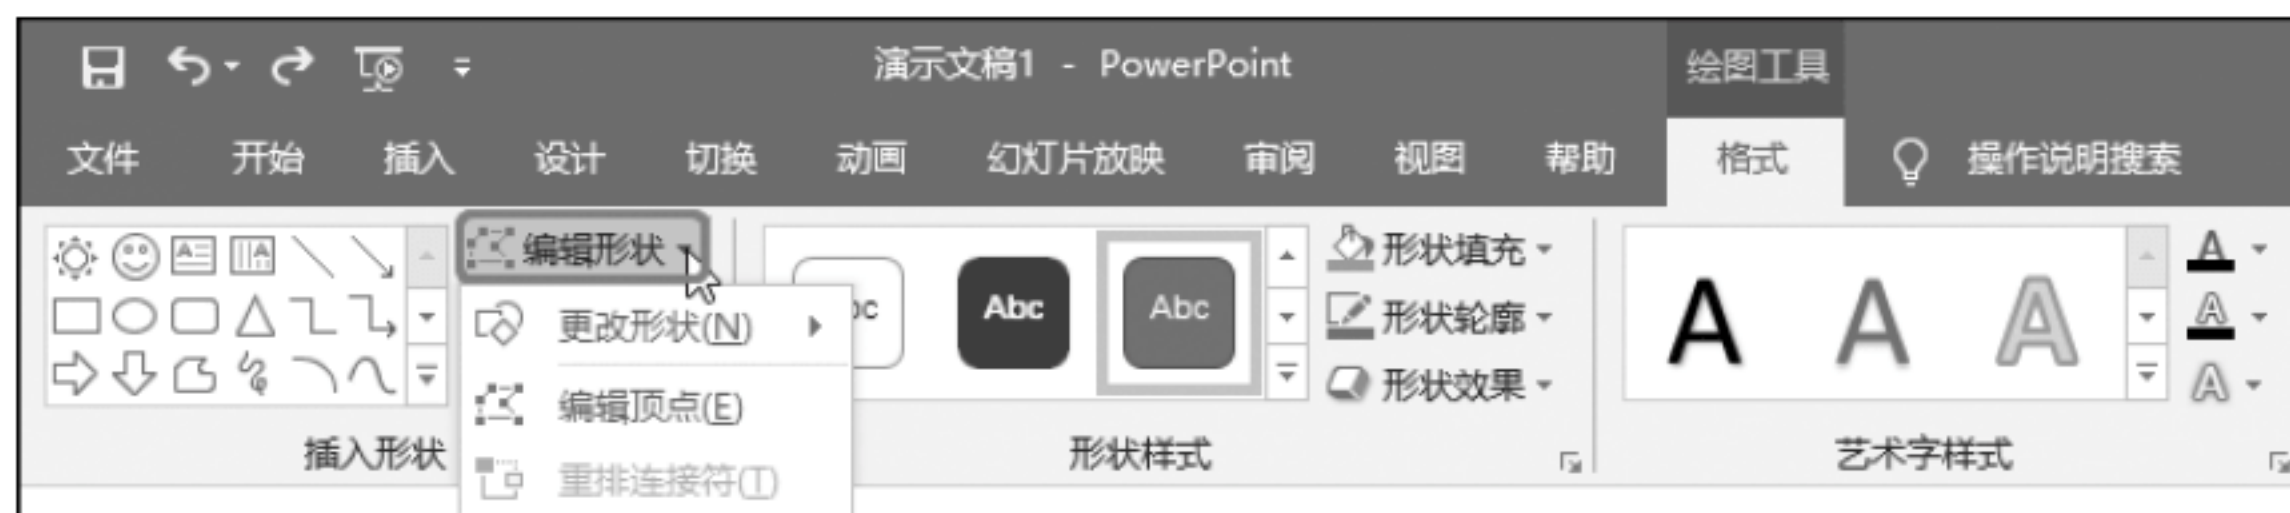 演示文稿1 - PowerPoint
绘图工具
文件 开始 插入 设计 切换 动画 幻灯片放映 审阅 视图 帮助 格式 操作说明搜索
编辑形状
更改形状(N)
编辑顶点(E)
重排连接符(T)
插入形状
Abc Abc
形状填充
形状轮廓
形状效果
形状样式
A A A
艺术字样式